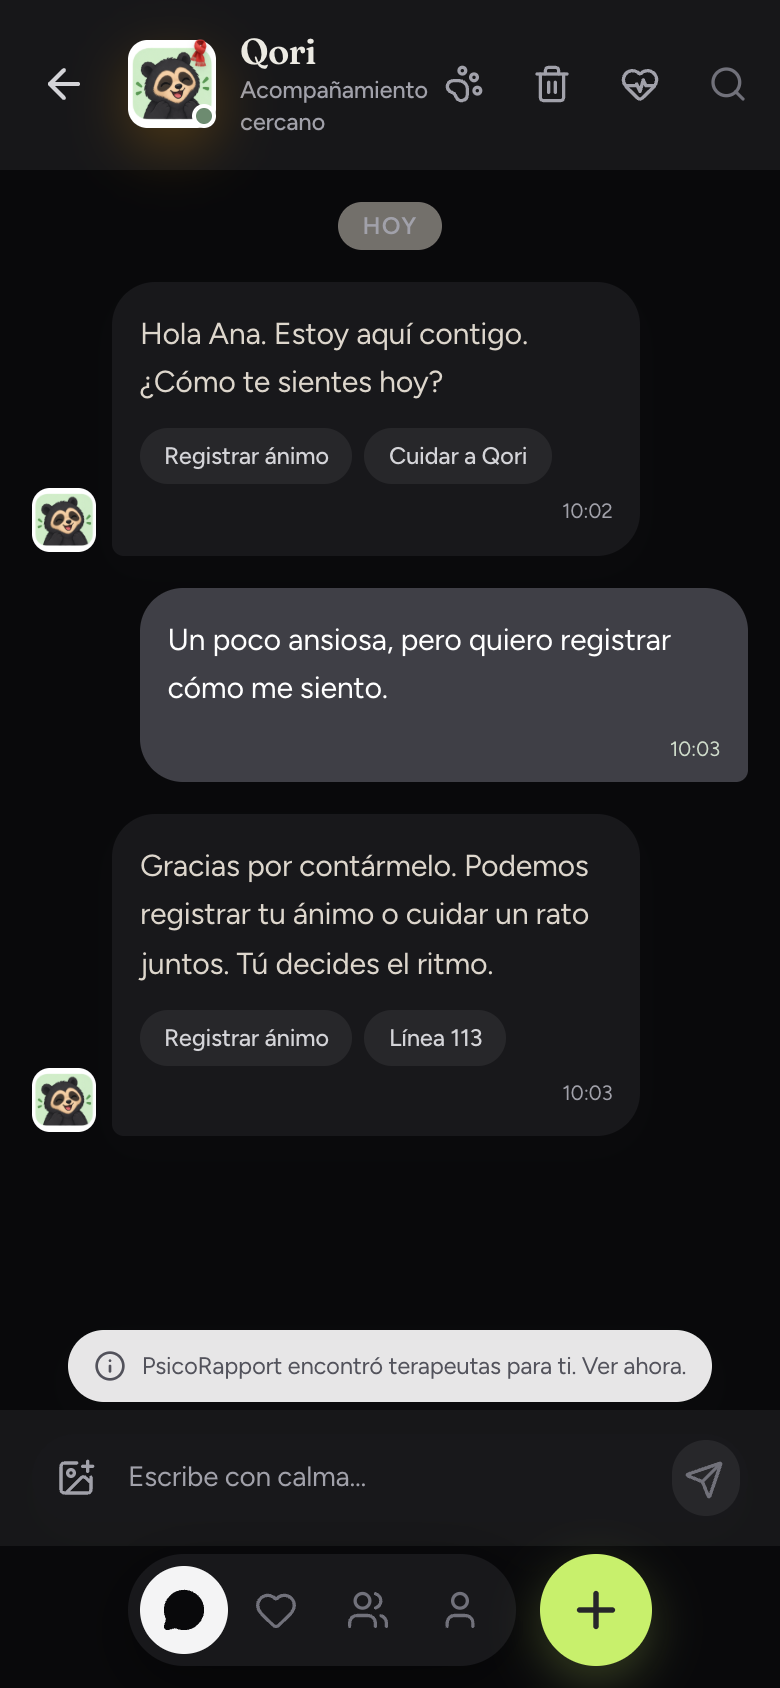 Qori
Acompañamiento
cercano
HOY
Hola Ana. Estoy aquí contigo.
¿Cómo te sientes hoy?
Registrar ánimo
Cuidar a Qori
10:02
Un poco ansiosa, pero quiero registrar
cómo me siento.
10:03
Gracias por contármelo. Podemos
registrar tu ánimo o cuidar un rato
juntos. Tú decides el ritmo.
Registrar ánimo
Línea 113
10:03
PsicoRapport encontró terapeutas para ti. Ver ahora.
Escribe con calma...